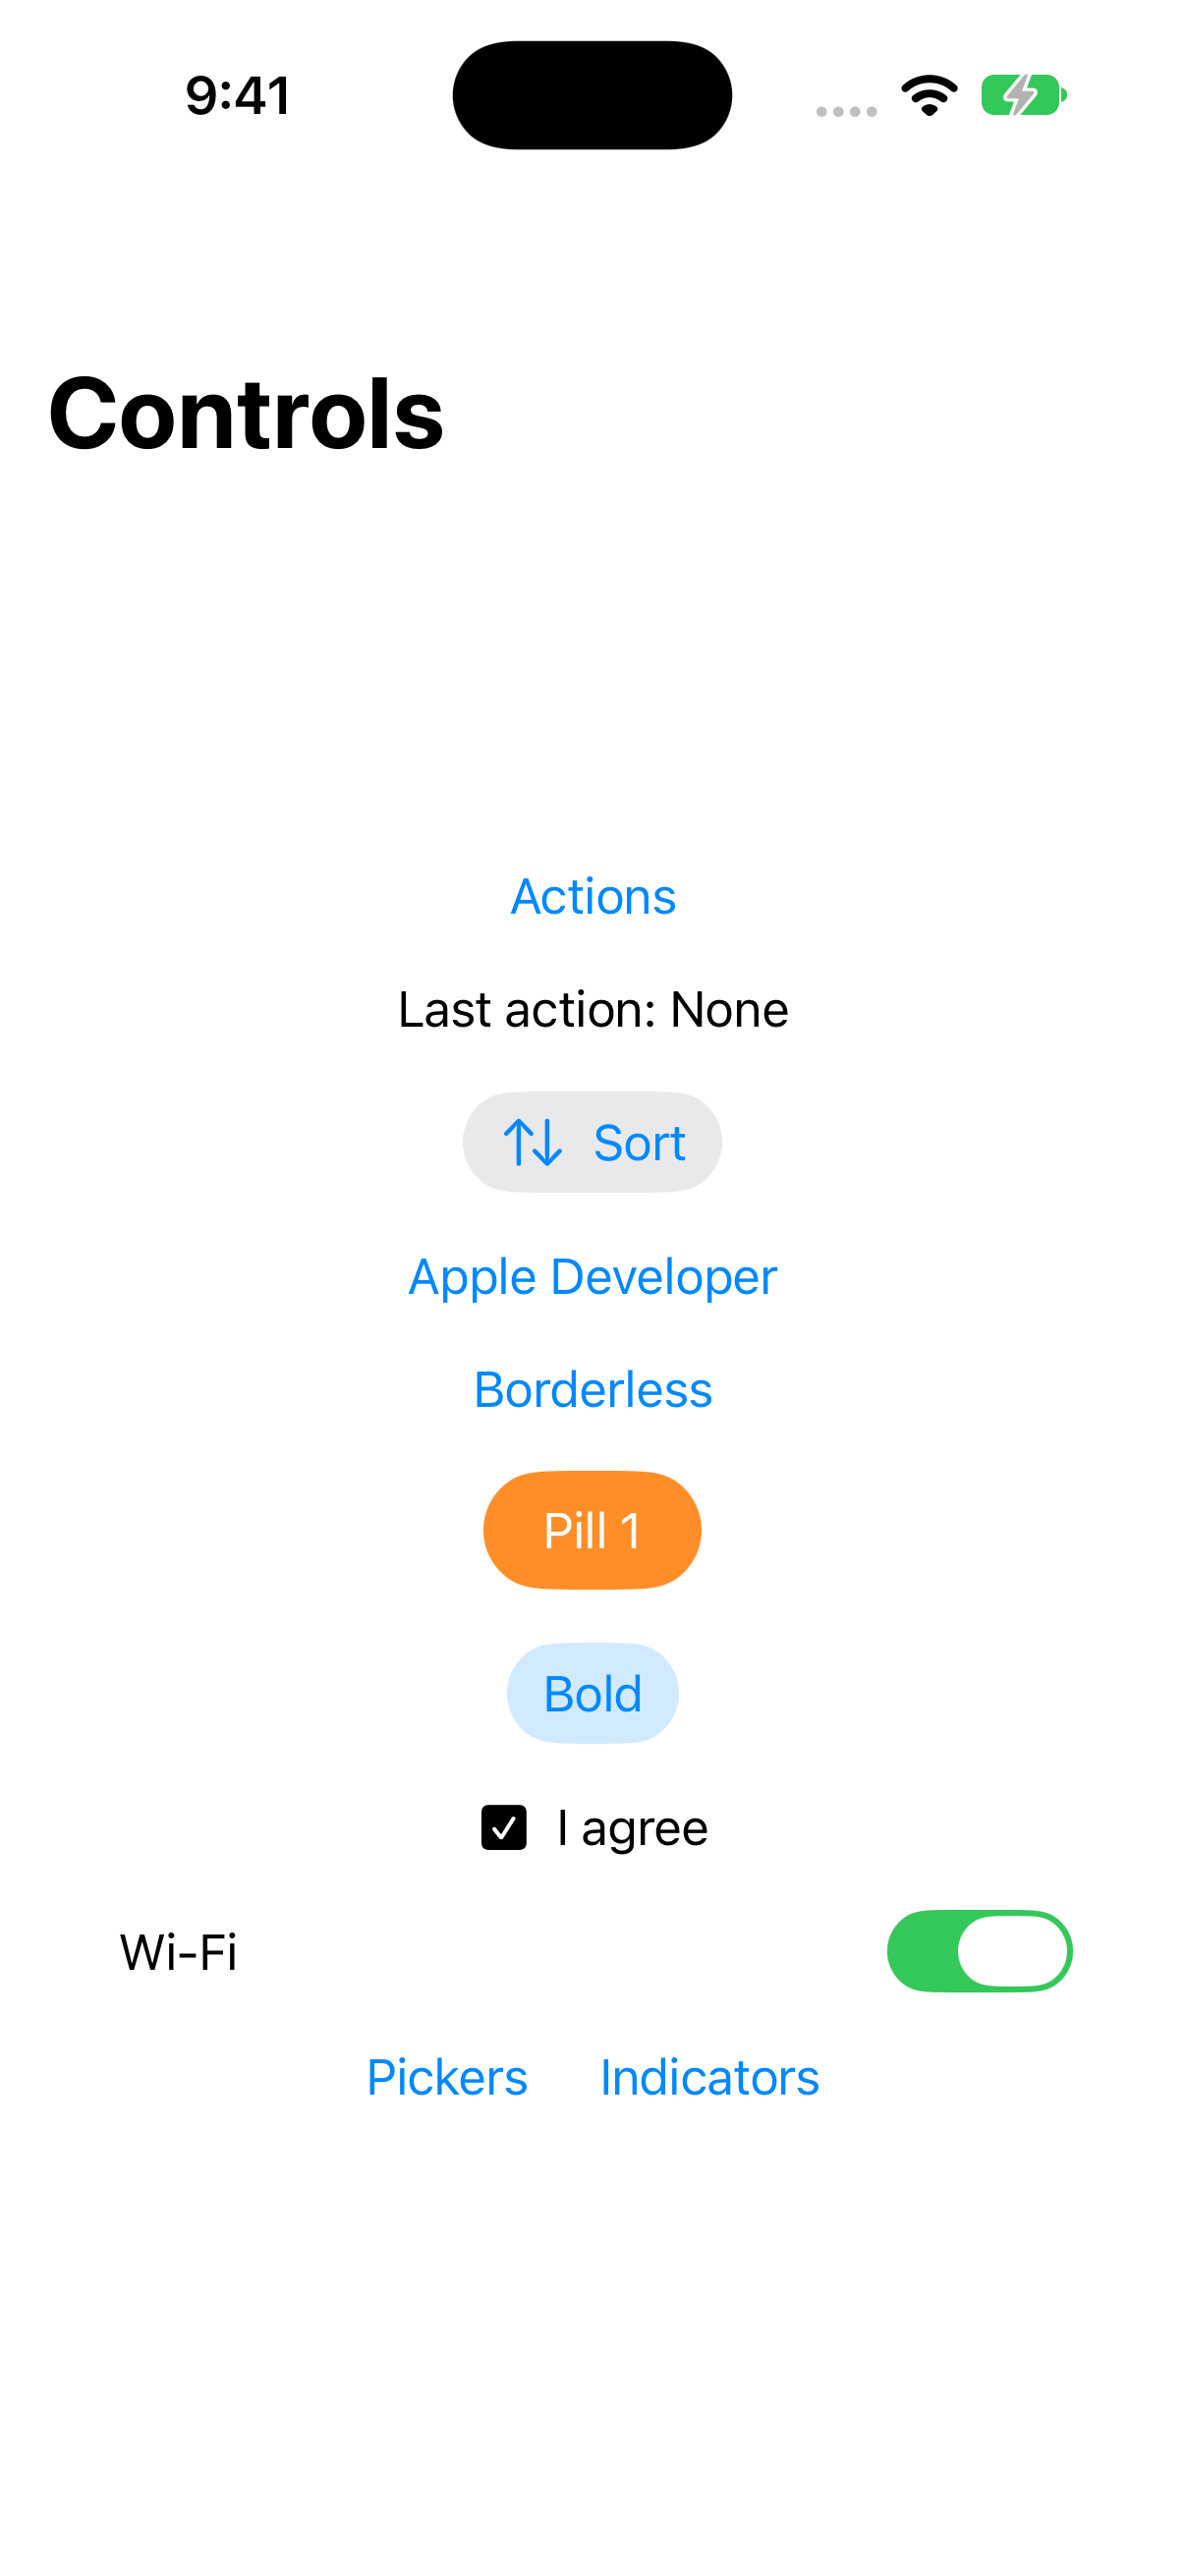 9:41
Controls
Actions
Last action: None
Sort
Apple Developer
Borderless
Pill 1
Bold
I agree
Wi-Fi
Pickers Indicators